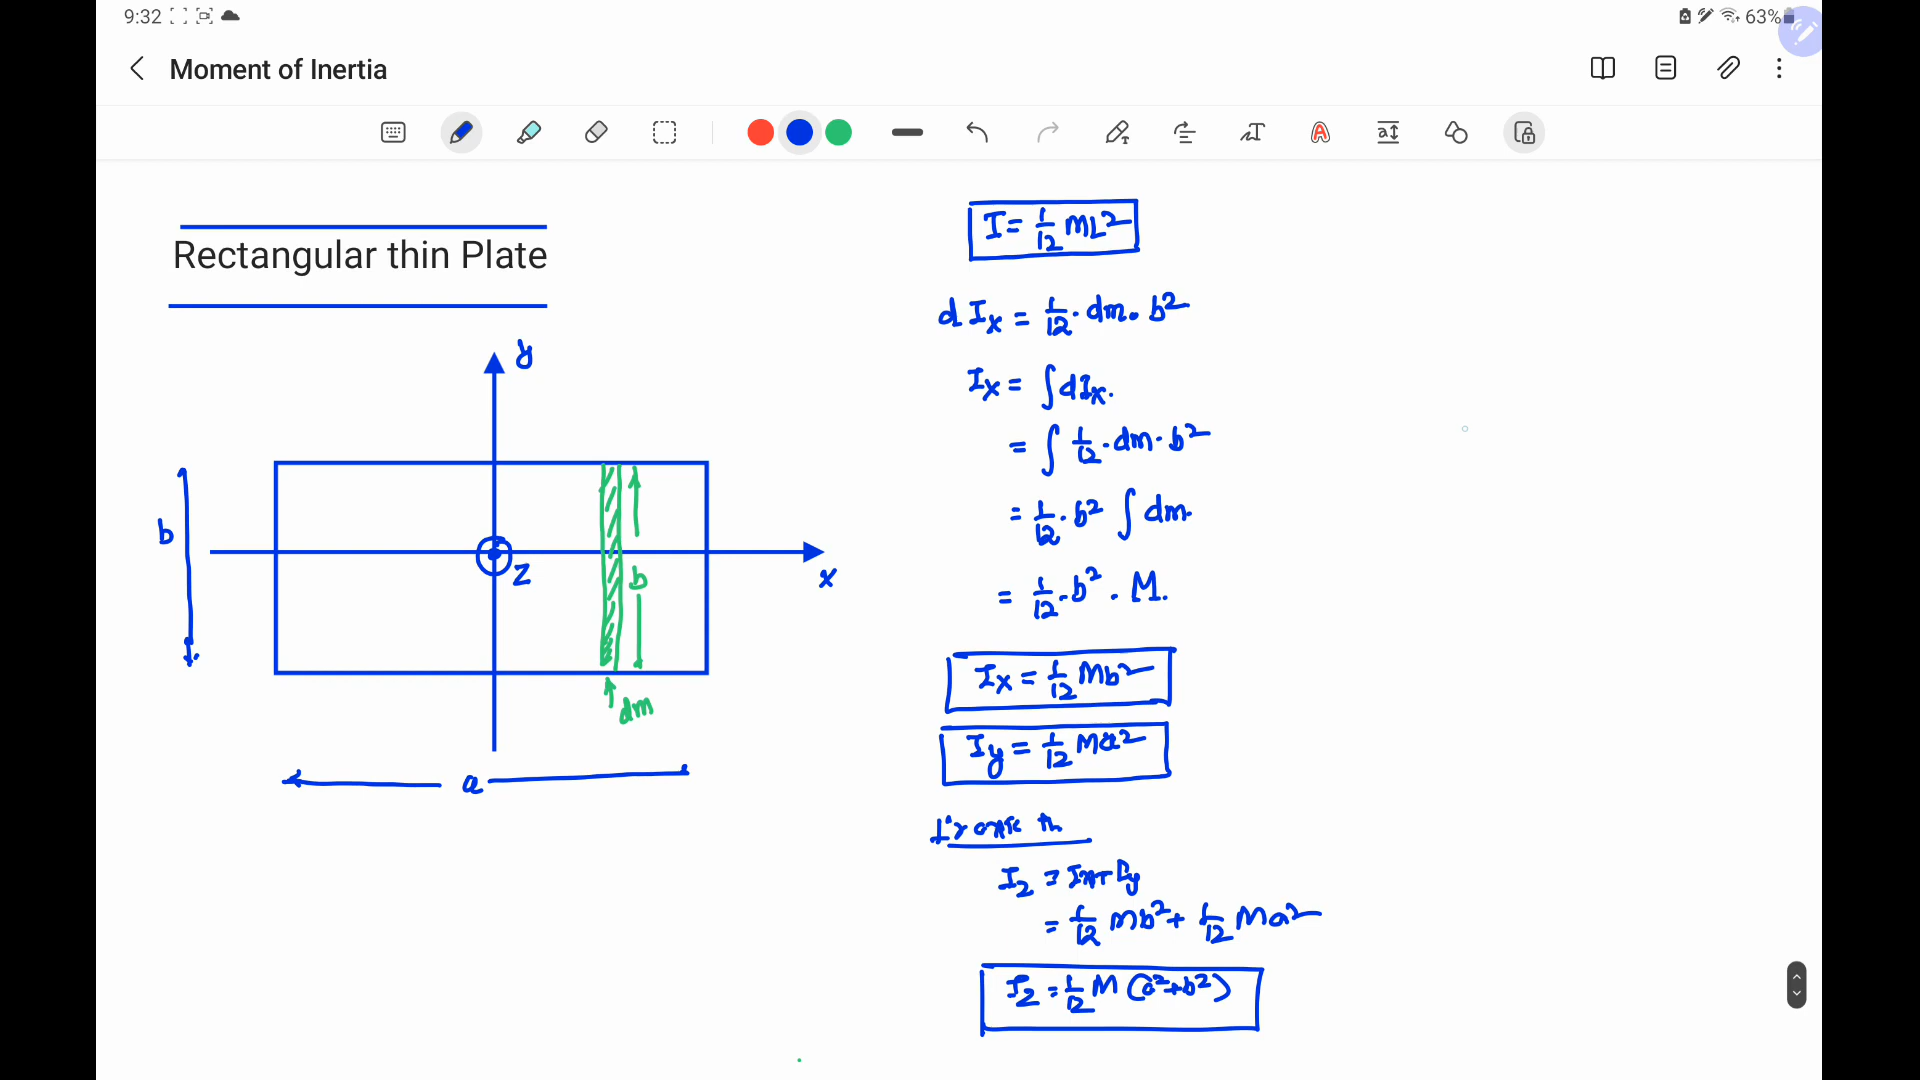 9:32
63%
Moment of Inertia
Rectangular thin Plate
y
b
z
x
b
dm
a
I = 1/12 mL²
dIx = 1/12 · dm · b²
Ix = ∫dIx.
= ∫ 1/12 · dm · b²
= 1/12 · b² ∫ dm.
= 1/12 · b² · M.
Ix = 1/12 Mb²
Iy = 1/12 Ma²
th
Iz = Ix + Iy
= 1/12 Mb² + 1/12 Ma²
Iz = 1/12 M (a²+b²)